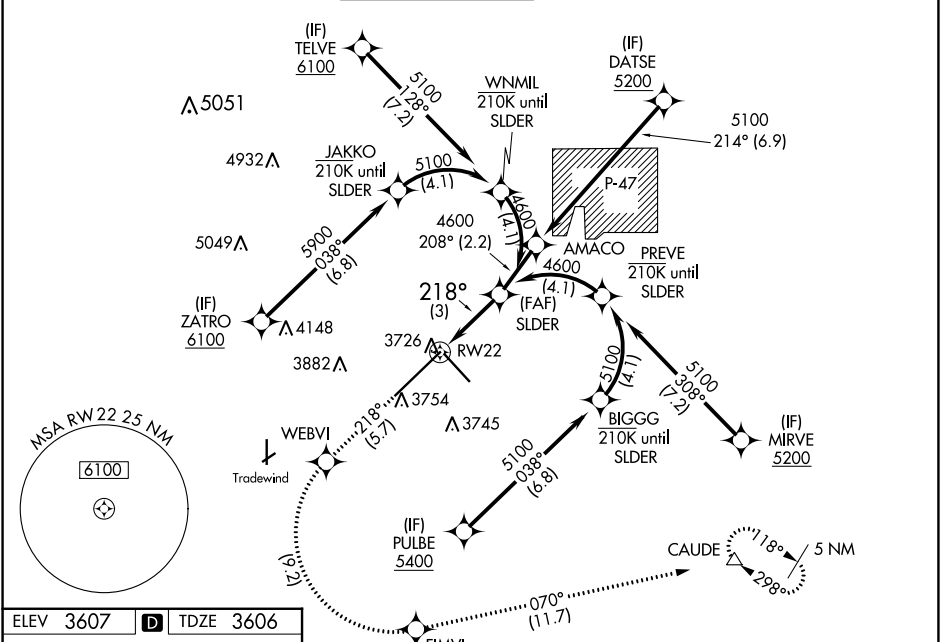 (IF)
TELVE
6100
(IF)
DATSE
5200
5051
5100
128°
(7.2)
WNMIL
210K until
SLDER
5100
214° (6.9)
4932
JAKKO
210K until
SLDER
5100
(4.1)
P-47
4600
(4.1)
4600
208° (2.2)
AMACO
5049
5900
038°
(6.8)
PREVE
210K until
SLDER
4600
(4.1)
218°
(3)
(FAF)
SLDER
(IF)
ZATRO
6100
4148
3726
RW22
3882
5100
(4.1)
5100
308°
(7.2)
3754
3745
BIGGG
210K until
SLDER
(IF)
MIRVE
5200
218°
(5.7)
WEBVI
Tradewind
MSA RW 22 25 NM
6100
5100
038°
(6.8)
(IF)
PULBE
5400
CAUDE
118°
5 NM
298°
(9.2)
070°
(11.7)
ELEV 3607
D
TDZE 3606